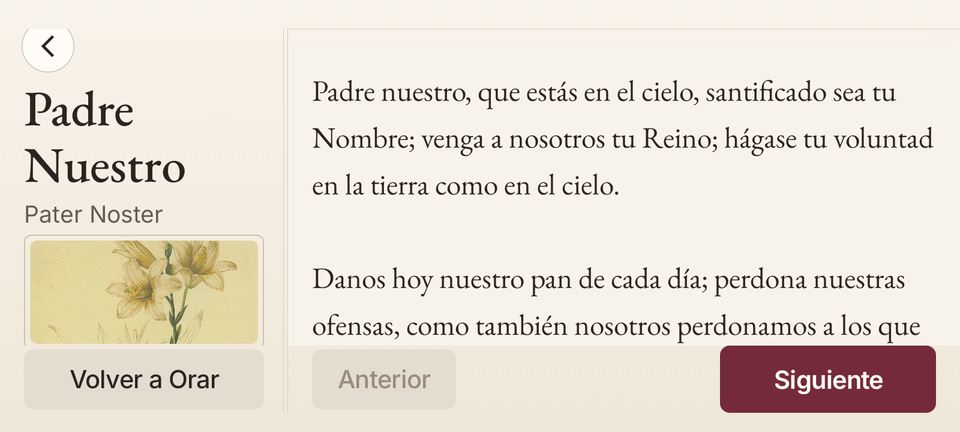 Padre
Nuestro
Pater Noster
Volver a Orar
Padre nuestro, que estás en el cielo, santificado sea tu
Nombre; venga a nosotros tu Reino; hágase tu voluntad
en la tierra como en el cielo.
Danos hoy nuestro pan de cada día; perdona nuestras
ofensas, como también nosotros perdonamos a los que
Anterior
Siguiente